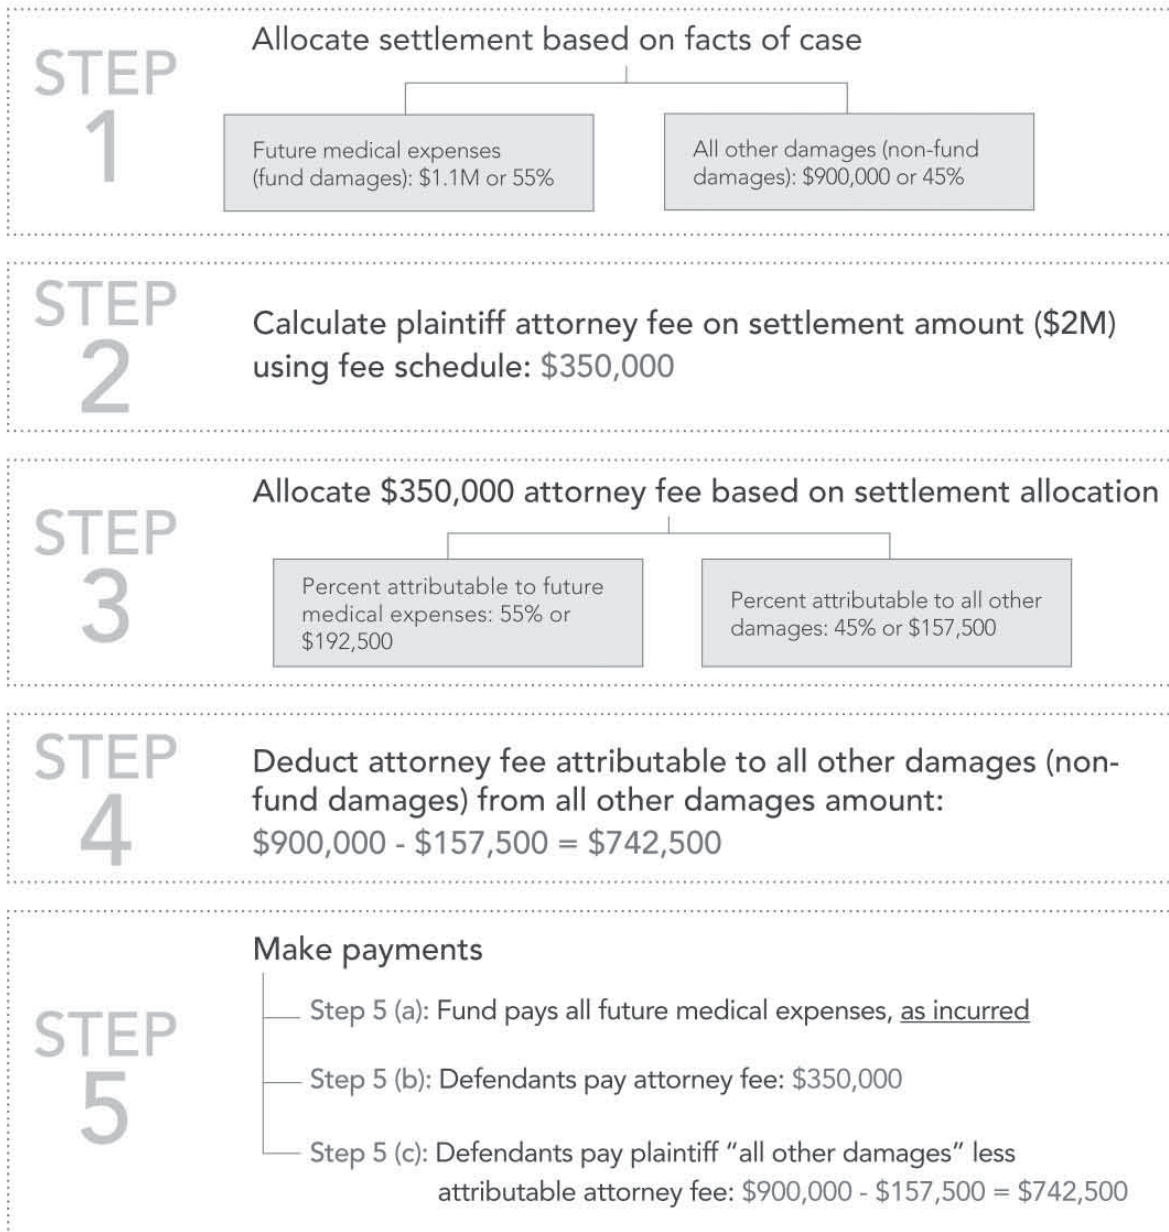 STEP
1
Allocate settlement based on facts of case
Future medical expenses
(fund damages): $1.1M or 55%
All other damages (non-fund
damages): $900,000 or 45%
STEP
2
Calculate plaintiff attorney fee on settlement amount ($2M)
using fee schedule: $350,000
STEP
3
Allocate $350,000 attorney fee based on settlement allocation
Percent attributable to future
medical expenses: 55% or
$192,500
Percent attributable to all other
damages: 45% or $157,500
STEP
4
Deduct attorney fee attributable to all other damages (non-
fund damages) from all other damages amount:
$900,000 - $157,500 = $742,500
STEP
5
Make payments
Step 5 (a): Fund pays all future medical expenses, as incurred
Step 5 (b): Defendants pay attorney fee: $350,000
Step 5 (c): Defendants pay plaintiff “all other damages” less
attributable attorney fee: $900,000 - $157,500 = $742,500